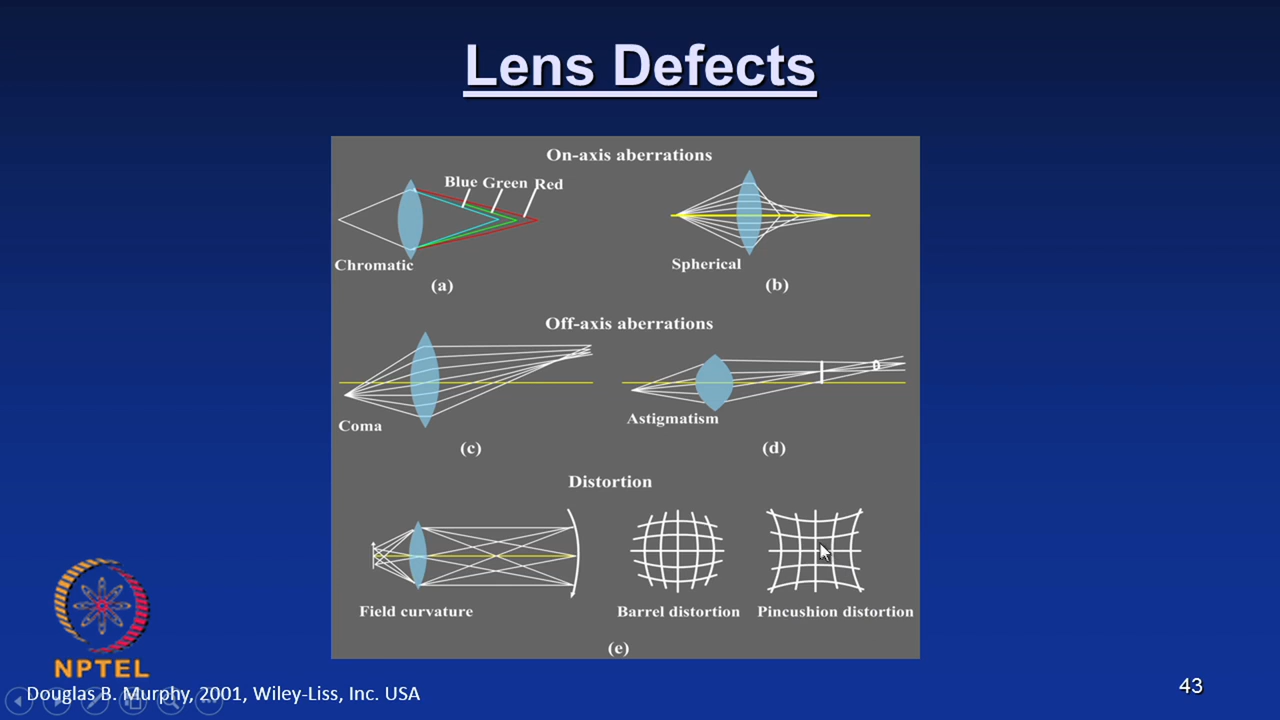 Lens Defects
On-axis aberrations
Blue Green Red
Chromatic
(a)
Spherical
(b)
Off-axis aberrations
Coma
(c)
Astigmatism
(d)
Distortion
Field curvature
Barrel distortion
Pincushion distortion
(e)
NPTEL
Douglas B. Murphy, 2001, Wiley-Liss, Inc. USA
43